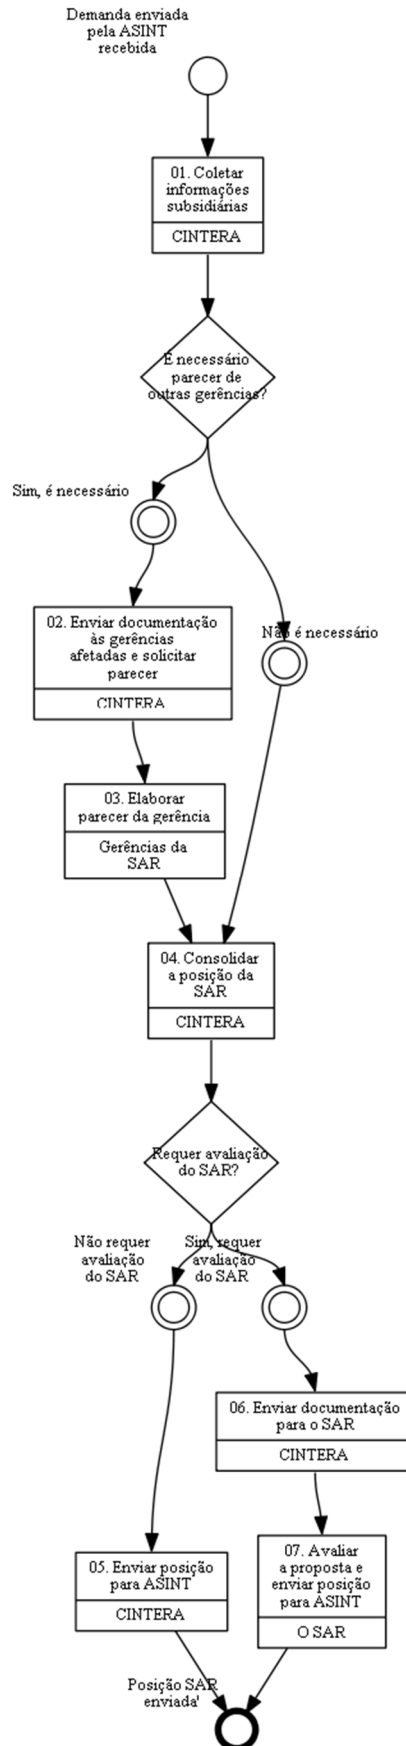 Demanda enviada
pela ASINT
recebida
01. Coletar
informações
subsidiárias
CINTERA
É necessário
parecer de
outras gerências?
Sim, é necessário
Não é necessário
02. Enviar documentação
às gerências
afetadas e solicitar
parecer
CINTERA
03. Elaborar
parecer da gerência
Gerências da
SAR
04. Consolidar
a posição da
SAR
CINTERA
Requer avaliação
do SAR?
Não requer
avaliação
do SAR
Sim, requer
avaliação
do SAR
06. Enviar documentação
para o SAR
CINTERA
05. Enviar posição
para ASINT
CINTERA
07. Avaliar
a proposta e
enviar posição
para ASINT
O SAR
Posição SAR
enviada'